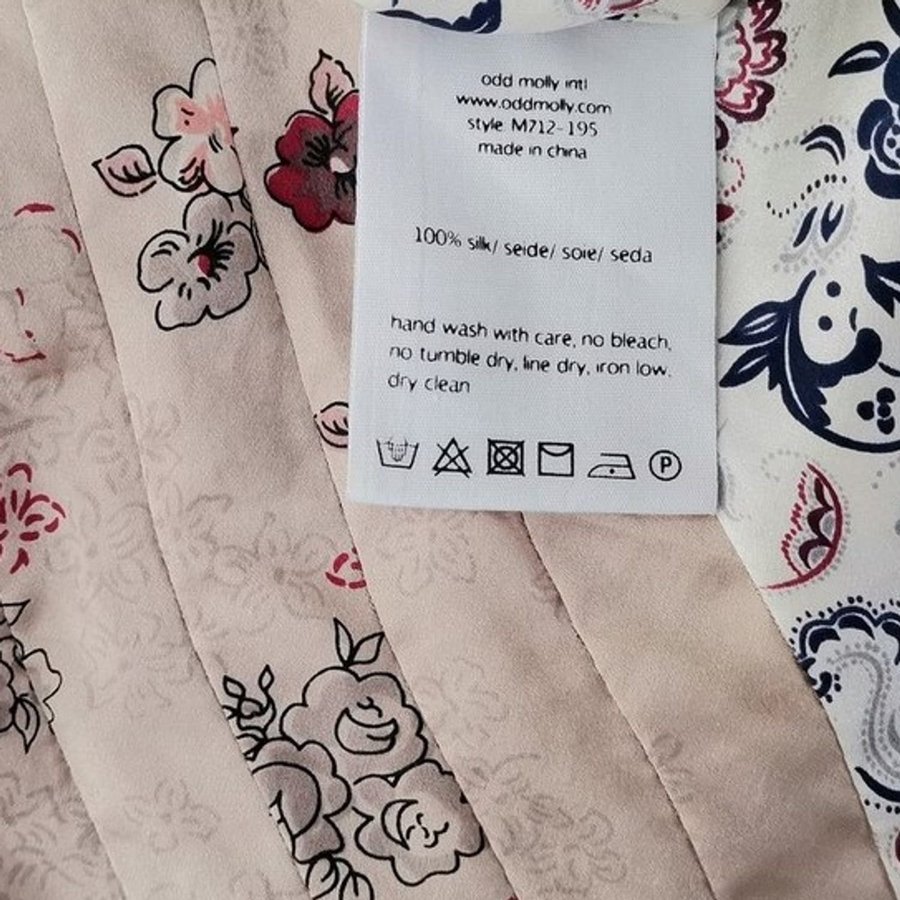 odd molly intl
www.oddmolly.com
style M712-195
made in china
100% silk/ seide/ soie/ seda
hand wash with care, no bleach,
no tumble dry, line dry, iron low,
dry clean
P